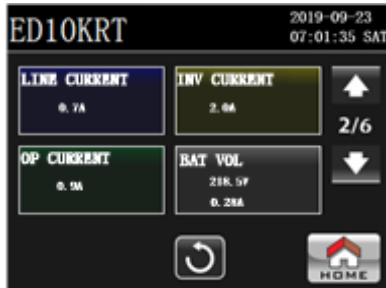 ED10KRT
2019-09-23
07:01:35 SAT
LINE CURRENT
0.7A
INV CURRENT
2.0A
2/6
OP CURRENT
0.9A
BAT VOL
218.5V
0.28A
HOME